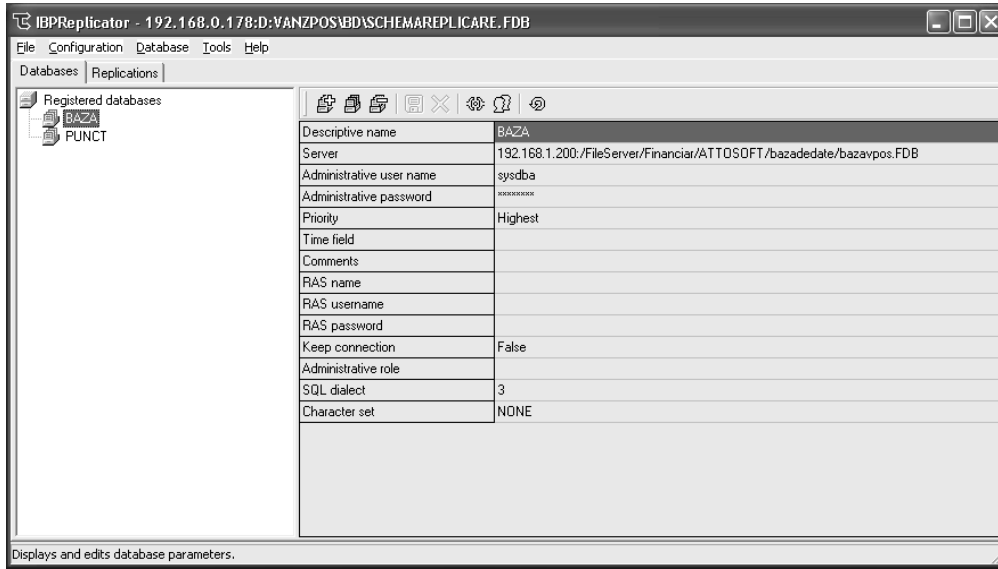 IBPReplicator - 192.168.0.178:D:\VANZPOS\BD\SCHEMAREPLICARE.FDB
File Configuration Database Tools Help
Databases Replications
Registered databases
BAZA
PUNCT
Descriptive name BAZA
Server 192.168.1.200:/FileServer/Financiar/ATTOSOFT/bazadedate/bazavpos.FDB
Administrative user name sysdba
Administrative password ********
Priority Highest
Time field
Comments
RAS name
RAS username
RAS password
Keep connection False
Administrative role
SQL dialect 3
Character set NONE
Displays and edits database parameters.